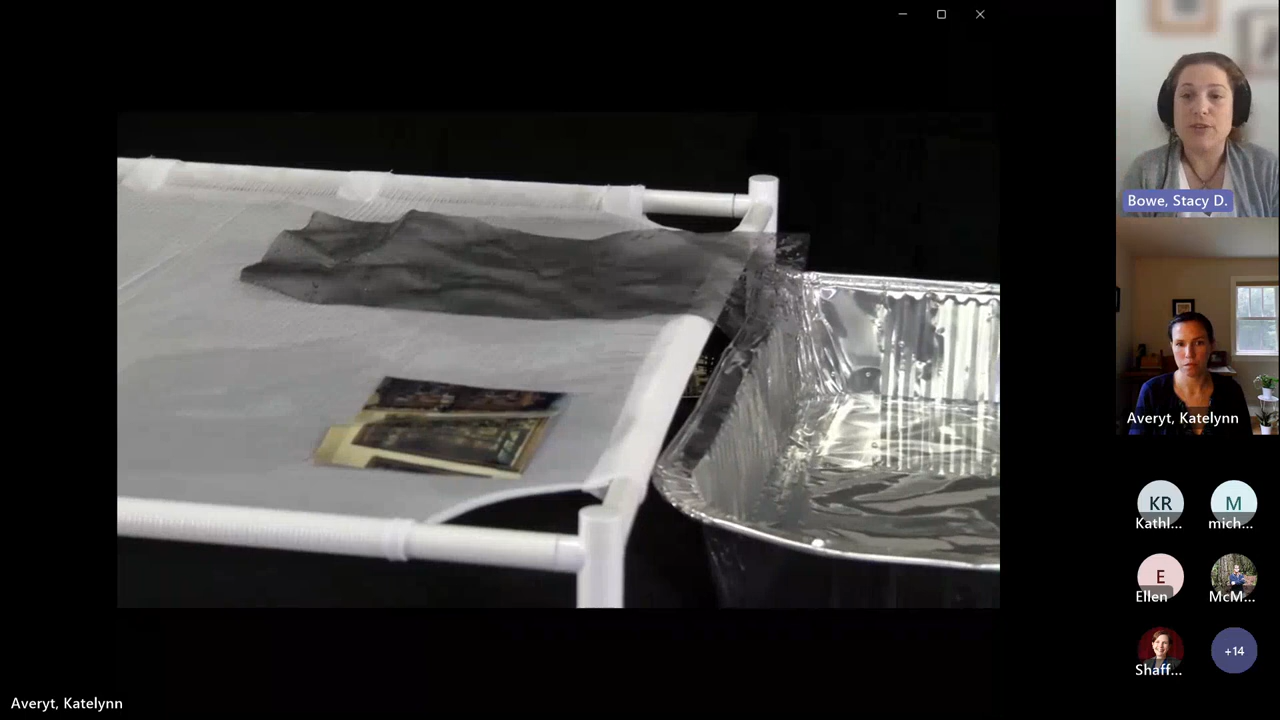 Bowe, Stacy D.
Averyt, Katelynn
KR
M
Kathl...
mich...
E
Ellen
McM...
Shaff...
+14
Averyt, Katelynn